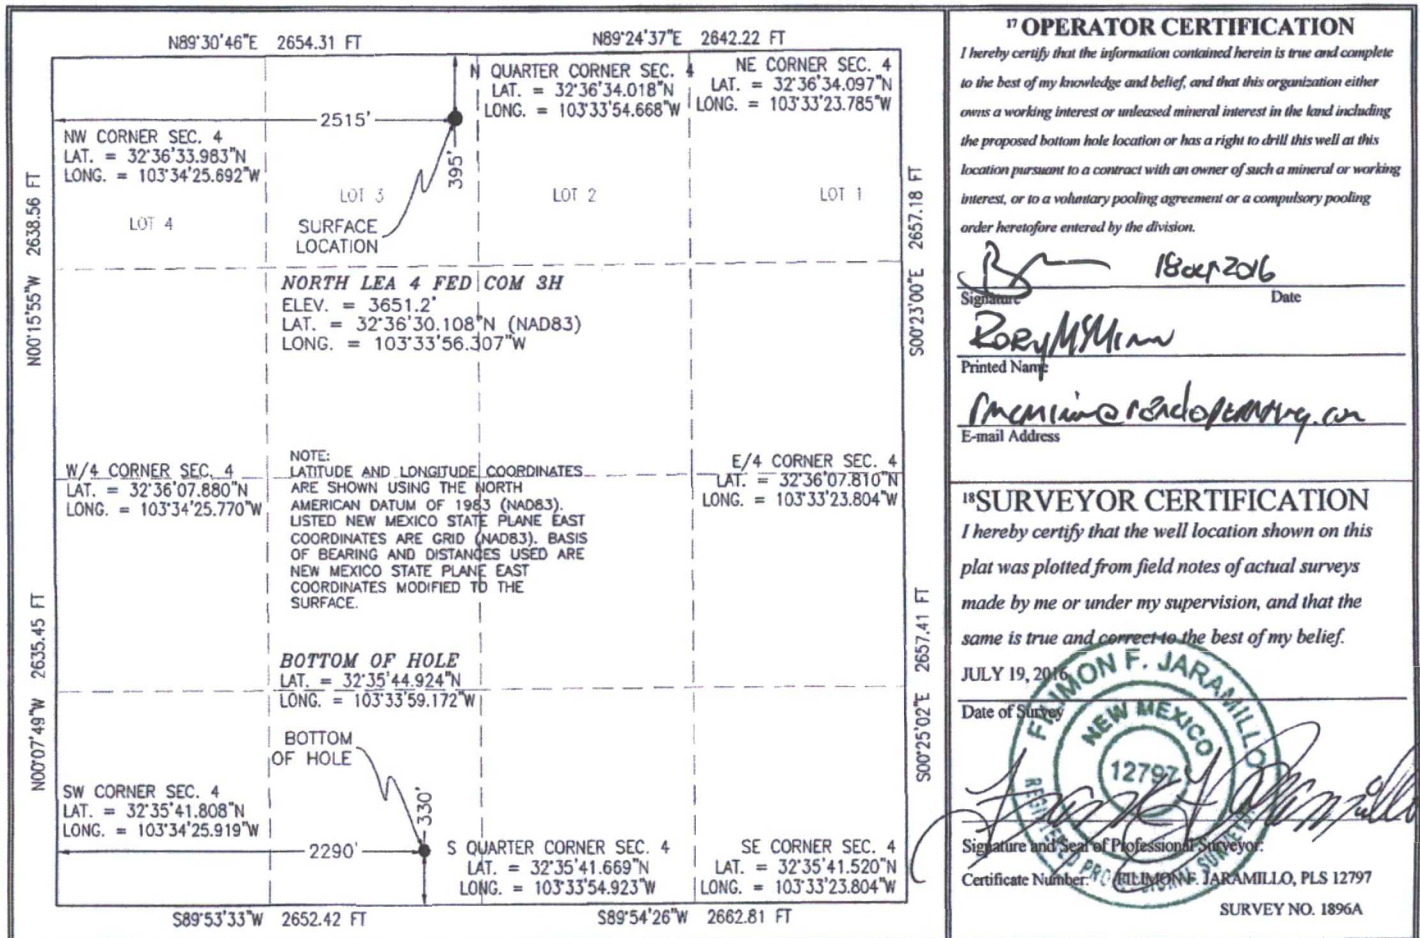 N89°30'46"E 2654.31 FT
N89°24'37"E 2642.22 FT
N QUARTER CORNER SEC. 4
LAT. = 32°36'34.018"N
LONG. = 103°33'54.668"W
NE CORNER SEC. 4
LAT. = 32°36'34.097"N
LONG. = 103°33'23.785"W
2515'
395'
NW CORNER SEC. 4
LAT. = 32°36'33.983"N
LONG. = 103°34'25.692"W
LOT 4
LOT 3
LOT 2
LOT 1
SURFACE
LOCATION
N00°15'55"W 2638.56 FT
S00°23'00"E 2657.18 FT
NORTH LEA 4 FED COM 3H
ELEV. = 3651.2'
LAT. = 32°36'30.108"N (NAD83)
LONG. = 103°33'56.307"W
W/4 CORNER SEC. 4
LAT. = 32°36'07.880"N
LONG. = 103°34'25.770"W
NOTE:
LATITUDE AND LONGITUDE COORDINATES
ARE SHOWN USING THE NORTH
AMERICAN DATUM OF 1983 (NAD83).
LISTED NEW MEXICO STATE PLANE EAST
COORDINATES ARE GRID (NAD83). BASIS
OF BEARING AND DISTANCES USED ARE
NEW MEXICO STATE PLANE EAST
COORDINATES MODIFIED TO THE
SURFACE.
E/4 CORNER SEC. 4
LAT. = 32°36'07.810"N
LONG. = 103°33'23.804"W
N00°07'49"W 2635.45 FT
S00°25'02"E 2657.41 FT
BOTTOM OF HOLE
LAT. = 32°35'44.924"N
LONG. = 103°33'59.172"W
BOTTOM
OF HOLE
330'
2290'
SW CORNER SEC. 4
LAT. = 32°35'41.808"N
LONG. = 103°34'25.919"W
S QUARTER CORNER SEC. 4
LAT. = 32°35'41.669"N
LONG. = 103°33'54.923"W
SE CORNER SEC. 4
LAT. = 32°35'41.520"N
LONG. = 103°33'23.804"W
S89°53'33"W 2652.42 FT
S89°54'26"W 2662.81 FT
17 OPERATOR CERTIFICATION
I hereby certify that the information contained herein is true and complete
to the best of my knowledge and belief, and that this organization either
owns a working interest or unleased mineral interest in the land including
the proposed bottom hole location or has a right to drill this well at this
location pursuant to a contract with an owner of such a mineral or working
interest, or to a voluntary pooling agreement or a compulsory pooling
order heretofore entered by the division.
2016
Signature Date
Rory McMinn
Printed Name
E-mail Address
18 SURVEYOR CERTIFICATION
I hereby certify that the well location shown on this
plat was plotted from field notes of actual surveys
made by me or under my supervision, and that the
same is true and correct to the best of my belief.
JULY 19, 2016
Date of Survey
FILIMON F. JARAMILLO
NEW MEXICO
12797
REGISTERED PROFESSIONAL SURVEYOR
Signature and Seal of Professional Surveyor:
Certificate Number: FILIMON F. JARAMILLO, PLS 12797
SURVEY NO. 1896A